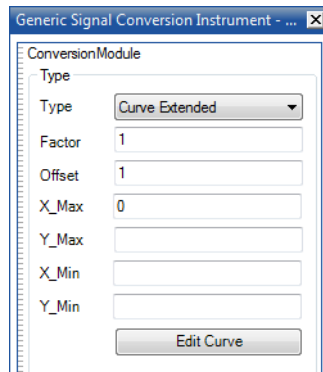 Generic Signal Conversion Instrument - ...
ConversionModule
Type
Type Curve Extended
Factor 1
Offset 1
X_Max 0
Y_Max
X_Min
Y_Min
Edit Curve